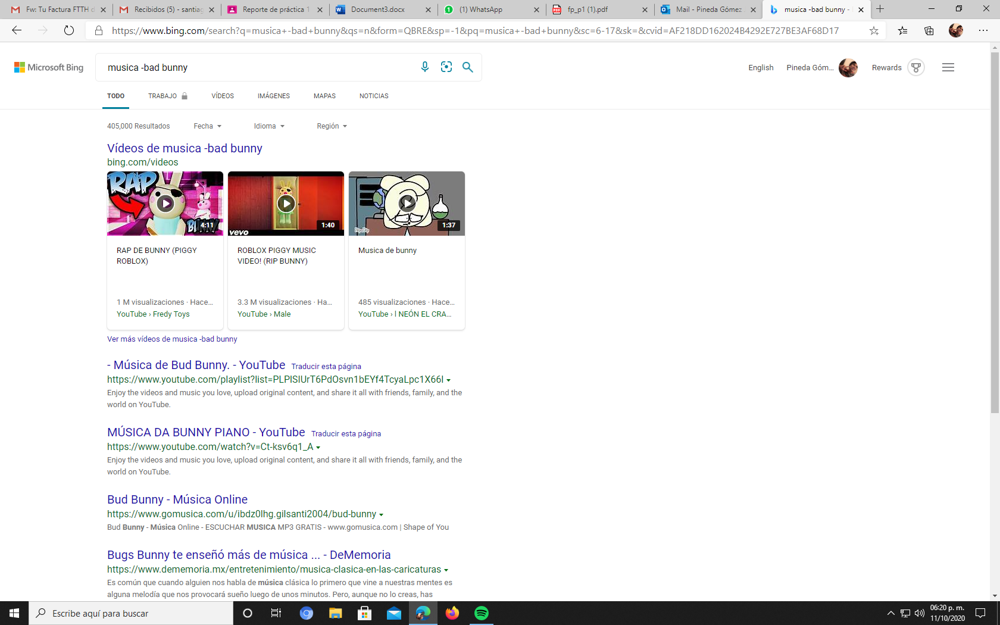 Fw: Tu Factura FTTH d
Recibidos (5) - santiag
Reporte de práctica 1
Document3.docx
(1) WhatsApp
fp_p1 (1).pdf
Mail - Pineda Gómez
musica -bad bunny -
https://www.bing.com/search?q=musica+-bad+bunny&qs=n&form=QBRE&sp=-1&pq=musica+-bad+bunny&sc=6-17&sk=&cvid=AF218DD162024B4292E727BE3AF68D17
Microsoft Bing
musica -bad bunny
English
Pineda Góm...
Rewards
TODO
TRABAJO
VÍDEOS
IMÁGENES
MAPAS
NOTICIAS
405,000 Resultados
Fecha
Idioma
Región
Vídeos de musica -bad bunny
bing.com/videos
RAP
BUNNY
4:11
vevo
1:40
1:37
RAP DE BUNNY (PIGGY
ROBLOX)
1 M visualizaciones · Hace...
YouTube › Fredy Toys
ROBLOX PIGGY MUSIC
VIDEO! (RIP BUNNY)
3.3 M visualizaciones · Ha...
YouTube › Male
Musica de bunny
485 visualizaciones · Hace...
YouTube › l NEÓN EL CRA...
Ver más vídeos de musica -bad bunny
- Música de Bud Bunny. - YouTube Traducir esta página
https://www.youtube.com/playlist?list=PLPlSlUrT6PdOsvn1bEYf4TcyaLpc1X66l
Enjoy the videos and music you love, upload original content, and share it all with friends, family, and the
world on YouTube.
MÚSICA DA BUNNY PIANO - YouTube Traducir esta página
https://www.youtube.com/watch?v=Ct-ksv6q1_A
Enjoy the videos and music you love, upload original content, and share it all with friends, family, and the
world on YouTube.
Bud Bunny - Música Online
https://www.gomusica.com/u/ibdz0lhg.gilsanti2004/bud-bunny
Bud Bunny - Música Online - ESCUCHAR MUSICA MP3 GRATIS - www.gomusica.com | Shape of You
Bugs Bunny te enseñó más de música ... - DeMemoria
https://www.dememoria.mx/entretenimiento/musica-clasica-en-las-caricaturas
Es común que cuando alguien nos habla de música clásica lo primero que vine a nuestras mentes es
alguna melodía que nos provocará sueño luego de unos minutos. Pero, aunque no lo creas, has
Escribe aquí para buscar
06:20 p. m.
11/10/2020